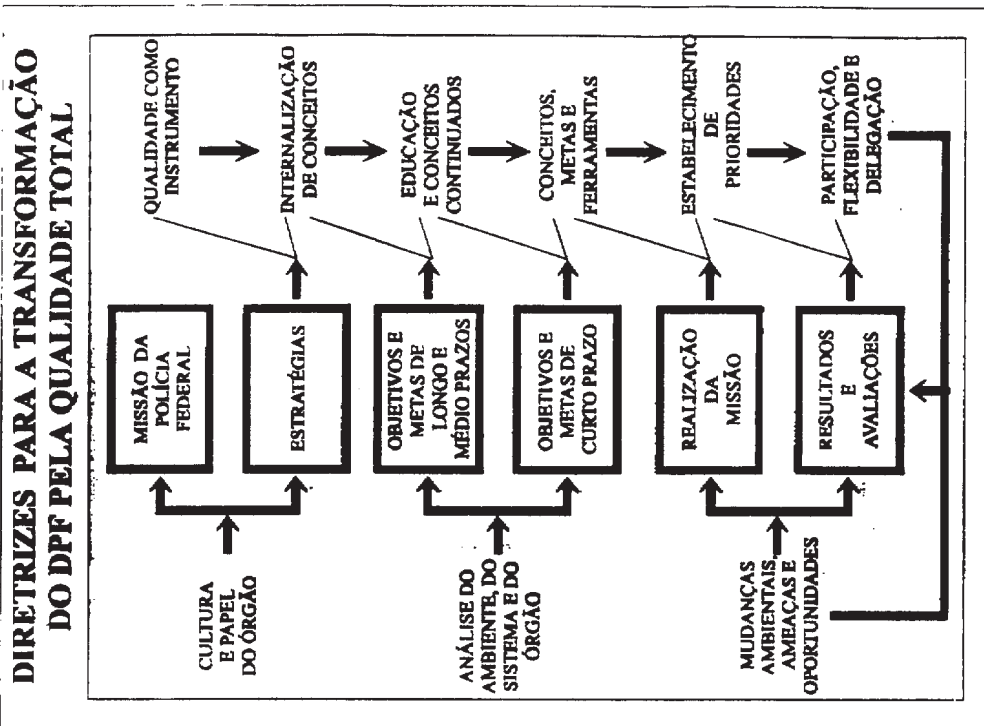 DIRETRIZES PARA A TRANSFORMAÇÃO
DO DPF PELA QUALIDADE TOTAL
CULTURA
E PAPEL
DO ÓRGÃO
MISSÃO DA
POLÍCIA
FEDERAL
QUALIDADE COMO
INSTRUMENTO
ESTRATÉGIAS
INTERNALIZAÇÃO
DE CONCEITOS
ANÁLISE DO
AMBIENTE, DO
SISTEMA E DO
ÓRGÃO
OBJETIVOS E
METAS DE
LONGO E
MÉDIO PRAZOS
EDUCAÇÃO
E CONCEITOS
CONTINUADOS
OBJETIVOS E
METAS DE
CURTO PRAZO
CONCEITOS,
METAS E
FERRAMENTAS
MUDANÇAS
AMBIENTAIS,
AMEAÇAS E
OPORTUNIDADES
REALIZAÇÃO
DA
MISSÃO
ESTABELECIMENTO
DE
PRIORIDADES
RESULTADOS
E
AVALIAÇÕES
PARTICIPAÇÃO,
FLEXIBILIDADE E
DELEGAÇÃO